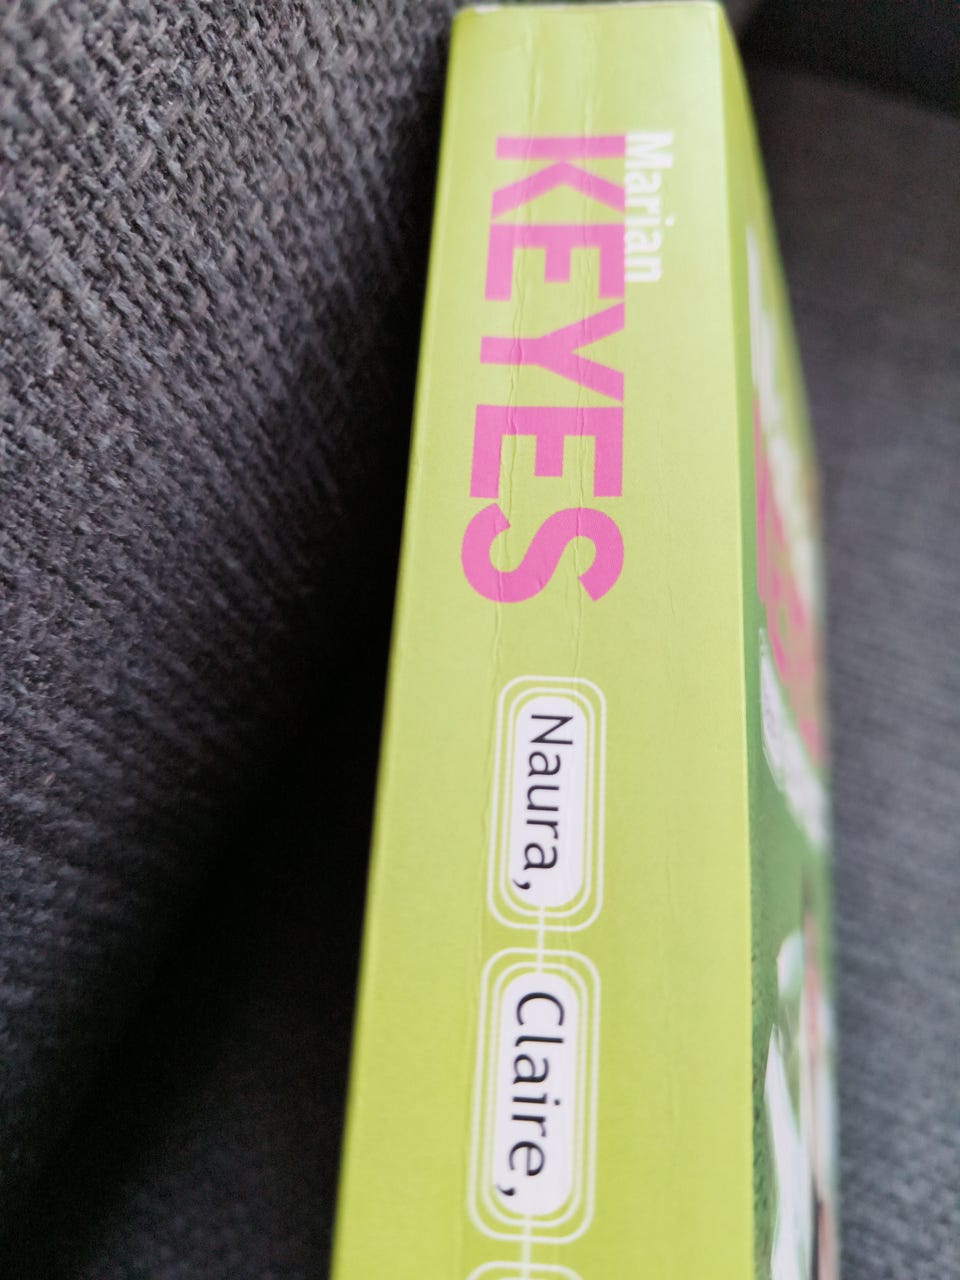 Marian
KEYES
Naura,
Claire,